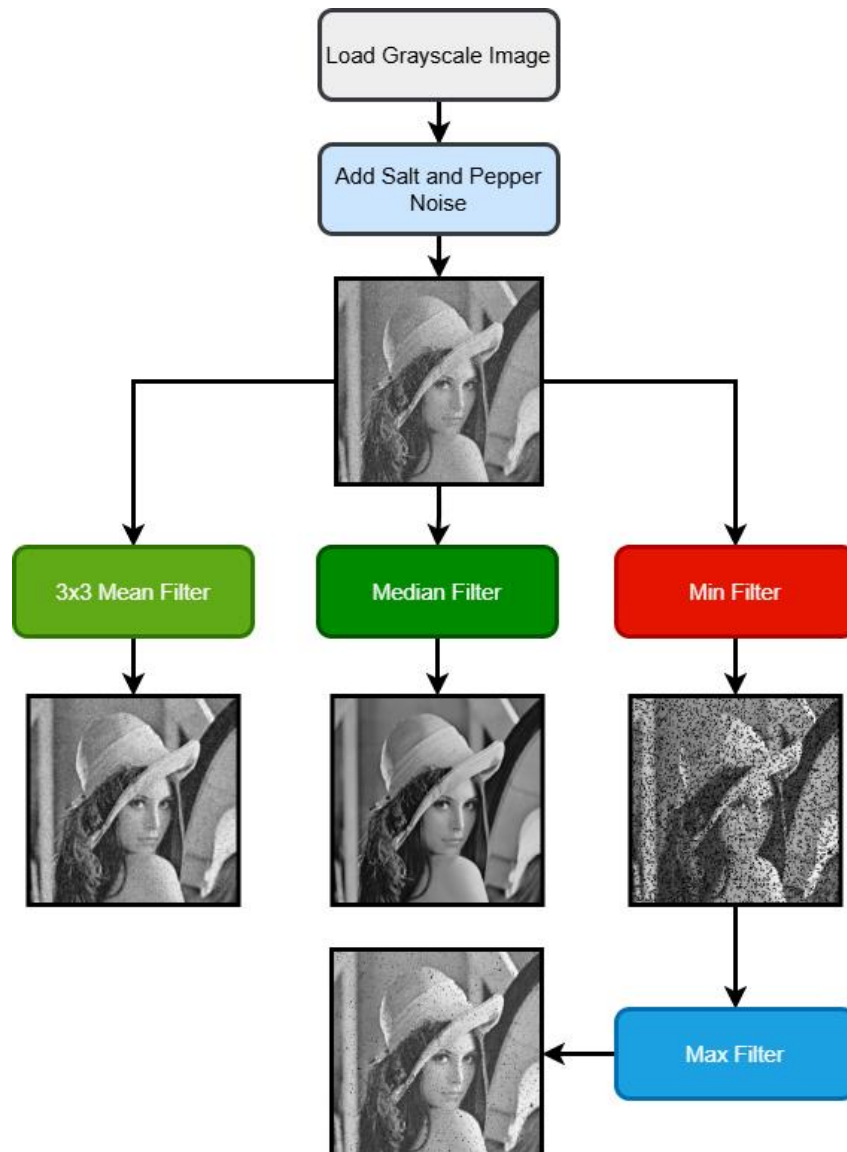 Load Grayscale Image
Add Salt and Pepper
Noise
3x3 Mean Filter
Median Filter
Min Filter
Max Filter